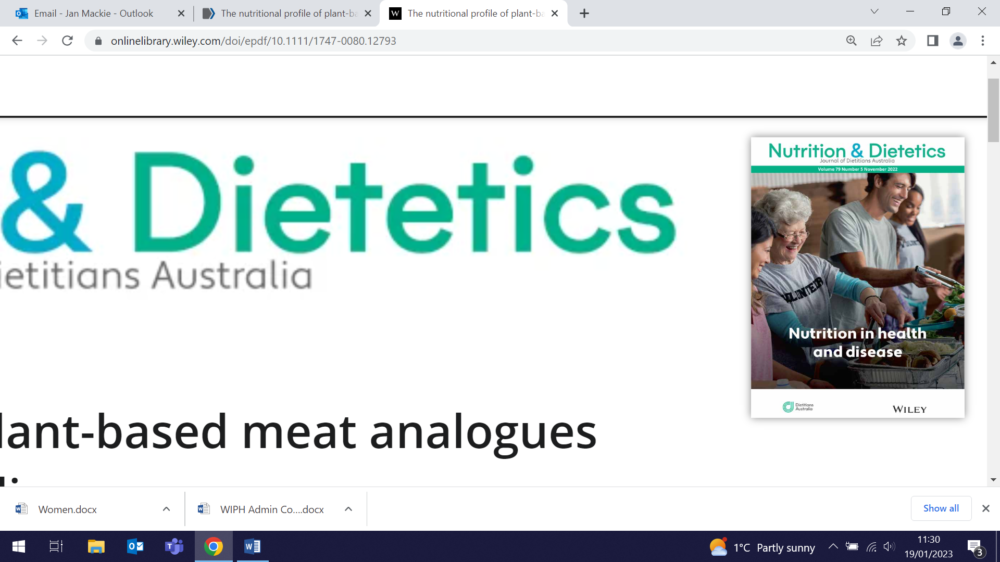 Email - Jan Mackie - Outlook
The nutritional profile of plant-ba
The nutritional profile of plant-ba
onlinelibrary.wiley.com/doi/epdf/10.1111/1747-0080.12793
& Dietetics
ietitians Australia
lant-based meat analogues
Nutrition & Dietetics
Journal of Dietitians Australia
Volume 79 Number 5 November 2022
VOLUNTEER
Nutrition in health
and disease
Dietitians
Australia
WILEY
Women.docx
WIPH Admin Co....docx
Show all
1°C Partly sunny
11:30
19/01/2023
3